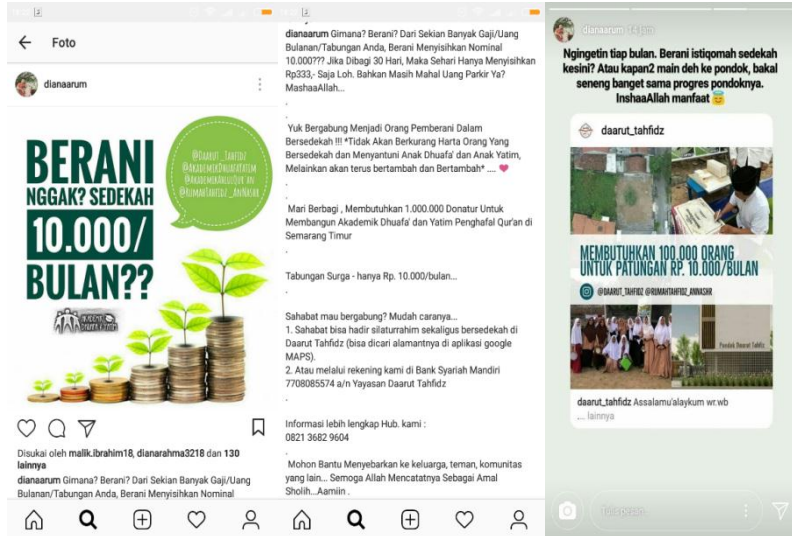 Foto
dianaarum
BERANI
NGGAK? SEDEKAH
10.000/
BULAN??
@DAARUT_TAHFIDZ
@AKADEMIKDHUAFAYATIM
@RUMAHTAHFIDZ_ANNASHR
Disukai oleh malik.ibrahim18, dianarahma3218 dan 130
lainnya
dianaarum Gimana? Berani? Dari Sekian Banyak Gaji/Uang
Bulanan/Tabungan Anda, Berani Menyisihkan Nominal
dianaarum Gimana? Berani? Dari Sekian Banyak Gaji/Uang
Bulanan/Tabungan Anda, Berani Menyisihkan Nominal
10.000??? Jika Dibagi 30 Hari, Maka Sehari Hanya Menyisihkan
Rp333,- Saja Loh. Bahkan Masih Mahal Uang Parkir Ya?
MashaaAllah...
.
.
Yuk Bergabung Menjadi Orang Pemberani Dalam
Bersedekah !!! *Tidak Akan Berkurang Harta Orang Yang
Bersedekah dan Menyantuni Anak Dhuafa' dan Anak Yatim,
Melainkan akan terus bertambah dan Bertambah* .... 💗
.
.
Mari Berbagi , Membutuhkan 1.000.000 Donatur Untuk
Membangun Akademik Dhuafa' dan Yatim Penghafal Qur'an di
Semarang Timur
.
Tabungan Surga - hanya Rp. 10.000/bulan...
.
Sahabat mau bergabung? Mudah caranya...
1. Sahabat bisa hadir silaturrahim sekaligus bersedekah di
Daarut Tahfidz (bisa dicari alamantnya di aplikasi google
MAPS).
2. Atau melalui rekening kami di Bank Syariah Mandiri
7708085574 a/n Yayasan Daarut Tahfidz
.
Informasi lebih lengkap Hub. kami :
0821 3682 9604
.
Mohon Bantu Menyebarkan ke keluarga, teman, komunitas
yang lain... Semoga Allah Mencatatnya Sebagai Amal
Sholih...Aamiin .
dianaarum 14 jam
Ngingetin tiap bulan. Berani istiqomah sedekah
kesini? Atau kapan2 main deh ke pondok, bakal
seneng banget sama progres pondoknya.
InshaaAllah manfaat 😇
daarut_tahfidz
MEMBUTUHKAN 100.000 ORANG
UNTUK PATUNGAN RP. 10.000/BULAN
@DAARUT_TAHFIDZ @RUMAHTAHFIDZ_ANNASHR
Pondok Daarut Tahfidz
daarut_tahfidz Assalamu'alaykum wr.wb
.... lainnya
Tulis pesan...